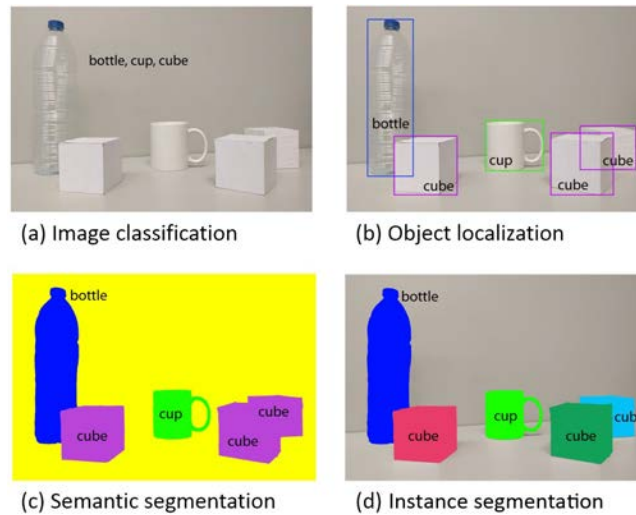 bottle, cup, cube
bottle
cup
cube
cube
cube
(a) Image classification
(b) Object localization
bottle
cup
cube
cube
cube
bottle
cup
cub
cube
cube
(c) Semantic segmentation
(d) Instance segmentation